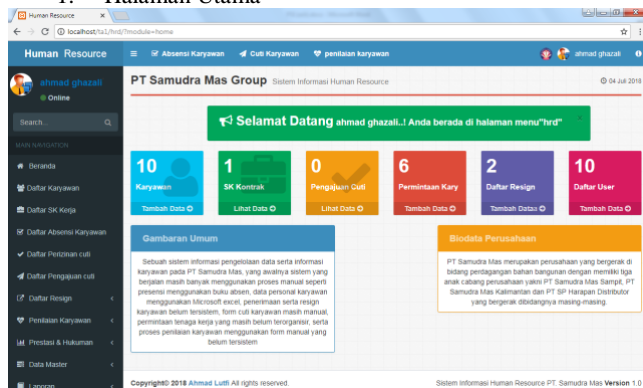 1. Halaman Utama
Human Resource
localhost/ta1/hrd/?module=home
Human Resource
Absensi Karyawan
Cuti Karyawan
penilaian karyawan
ahmad ghazali
ahmad ghazali
Online
PT Samudra Mas Group Sistem Informasi Human Resource
04 Juli 2018
Search...
Selamat Datang ahmad ghazali..! Anda berada di halaman menu"hrd"
MAIN NAVIGATION
Beranda
Daftar Karyawan
Daftar SK Kerja
Daftar Absensi Karyawan
Daftar Perizinan cuti
Daftar Pengajuan cuti
Daftar Resign
Penilaian Karyawan
Prestasi & Hukuman
Data Master
Laporan
10
Karyawan
Tambah Data
1
SK Kontrak
Lihat Data
0
Pengajuan Cuti
Lihat Data
6
Permintaan Kary
Tambah Data
2
Daftar Resign
Tambah Dataa
10
Daftar User
Tambah Data
Gambaran Umum
Sebuah sistem informasi pengelolaan data serta informasi
karyawan pada PT Samudra Mas, yang awalnya sistem yang
berjalan masih banyak menggunakan proses manual seperti
presensi menggunakan buku absen, data personal karyawan
menggunakan Microsoft excel, penerimaan serta resign
karyawan belum tersistem, form cuti karyawan masih manual,
permintaan tenaga kerja yang masih belum terorganisir, serta
proses penilaian karyawan menggunakan form manual yang
belum tersistem
Biodata Perusahaan
PT Samudra Mas merupakan perusahaan yang bergerak di
bidang perdagangan bahan bangunan dengan memiliki tiga
anak cabang perusahaan yakni PT Samudra Mas Sampit, PT
Samudra Mas Kalimantan dan PT SP Harapan Distributor
yang bergerak dibidangnya masing-masing.
Copyright© 2018 Ahmad Lutfi All rights reserved.
Sistem Informasi Human Resource PT. Samudra Mas Version 1.0